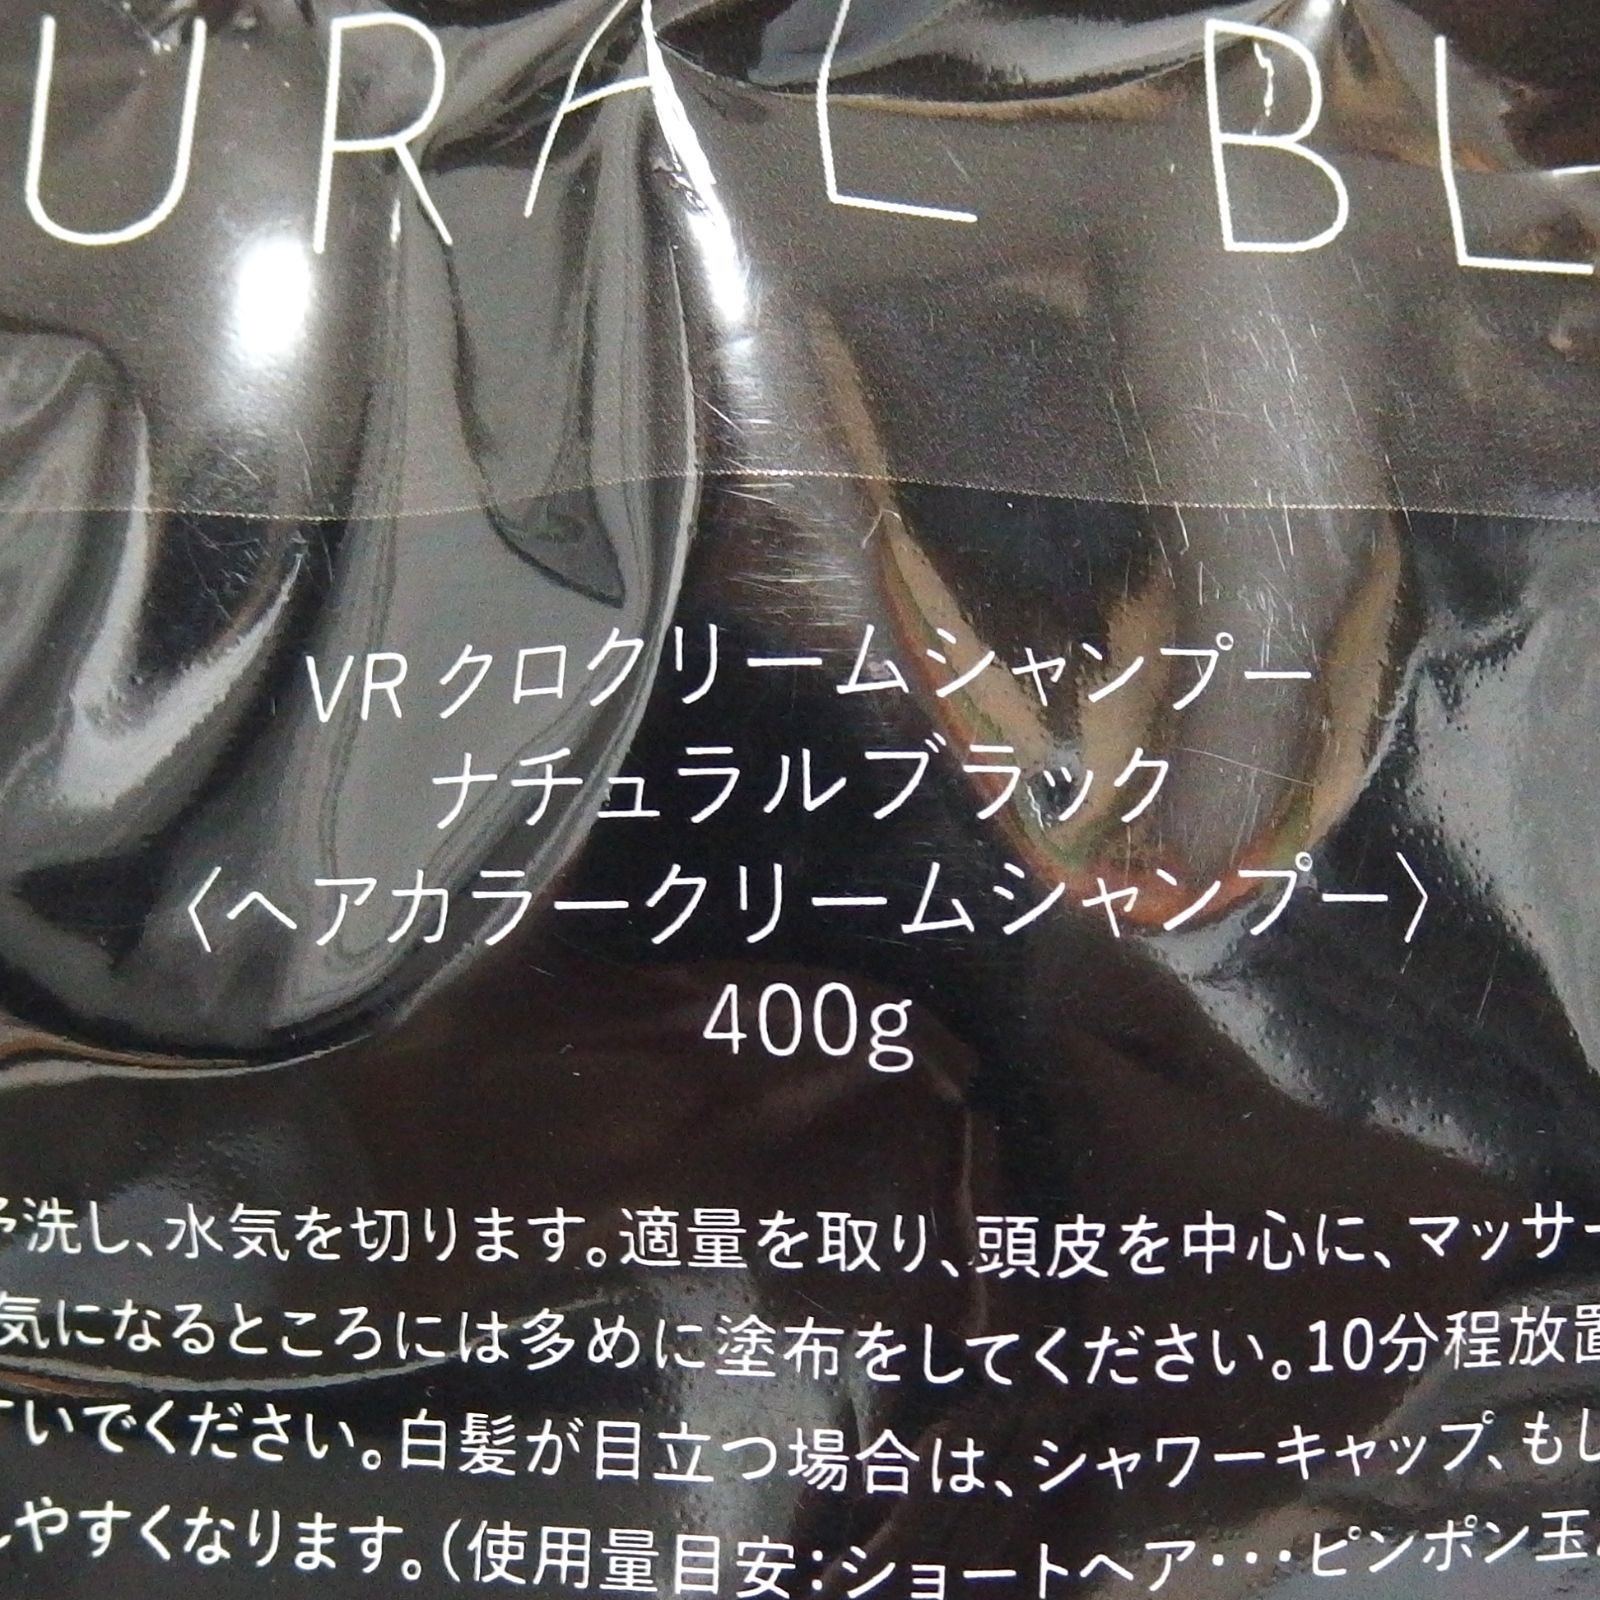 URAL BL
VRクロクリームシャンプー
ナチュラルブラック
〈ヘアカラークリームシャンプー〉
400g
予洗し、水気を切ります。適量を取り、頭皮を中心に、マッサー
気になるところには多めに塗布をしてください。10分程放置
すいでください。白髪が目立つ場合は、シャワーキャップ、もし
しやすくなります。(使用量目安:ショートヘア・・・ピンポン玉